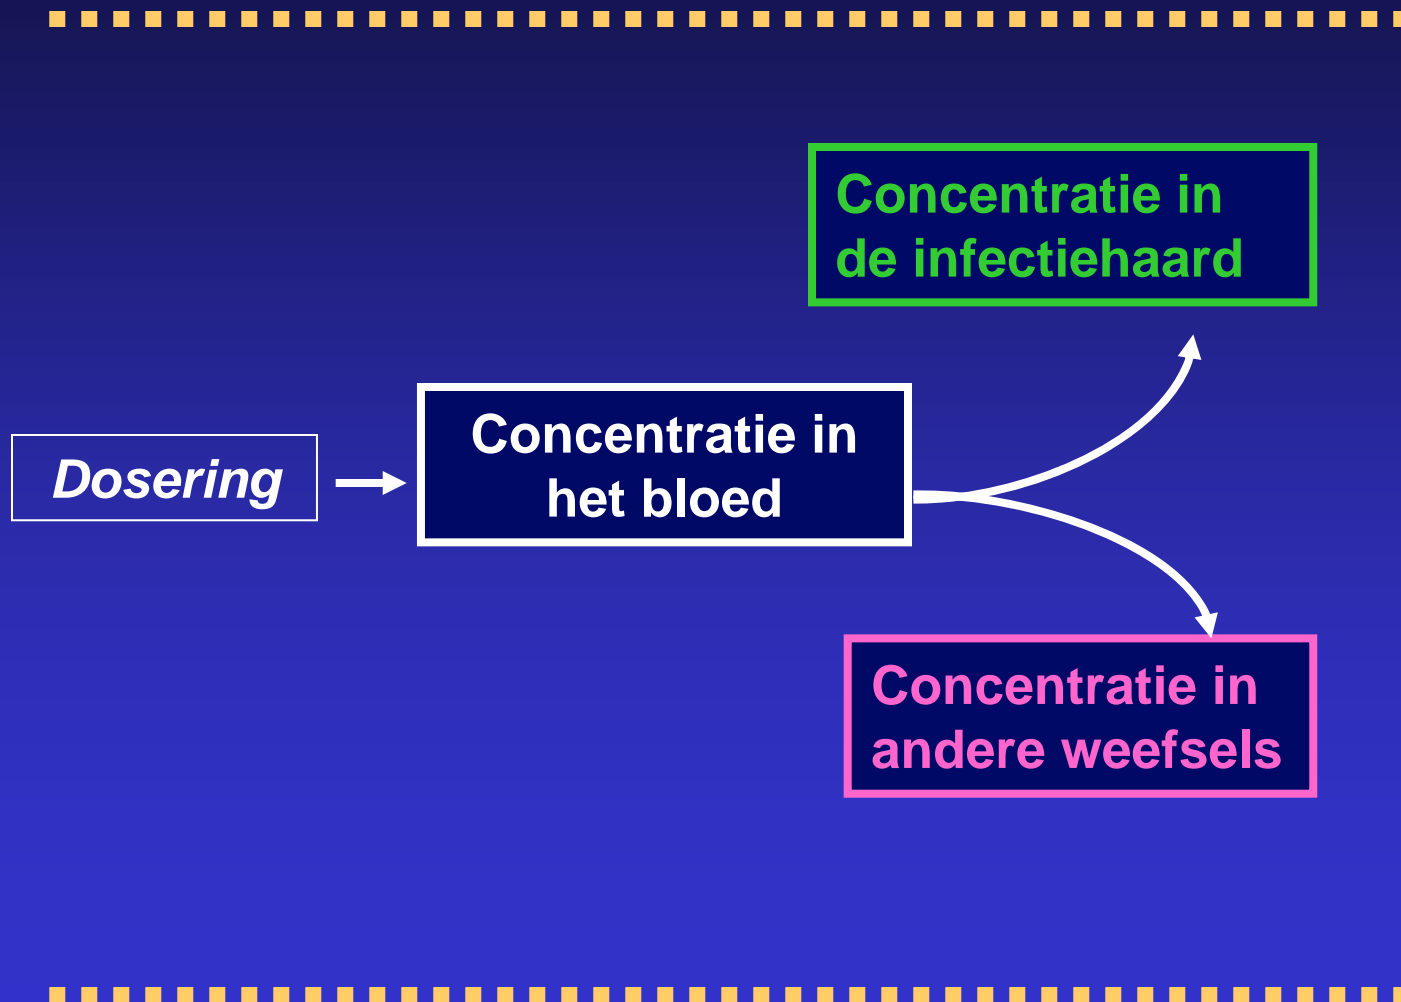 Dosering
Concentratie in
het bloed
Concentratie in
de infectiehaard
Concentratie in
andere weefsels